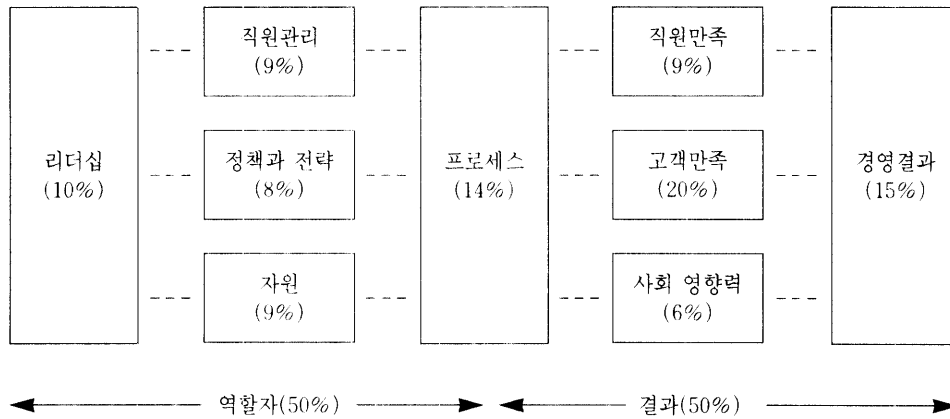 리더십
(10%)
직원관리
(9%)
정책과 전략
(8%)
자원
(9%)
프로세스
(14%)
직원만족
(9%)
고객만족
(20%)
사회 영향력
(6%)
경영결과
(15%)
역할자(50%)
결과(50%)